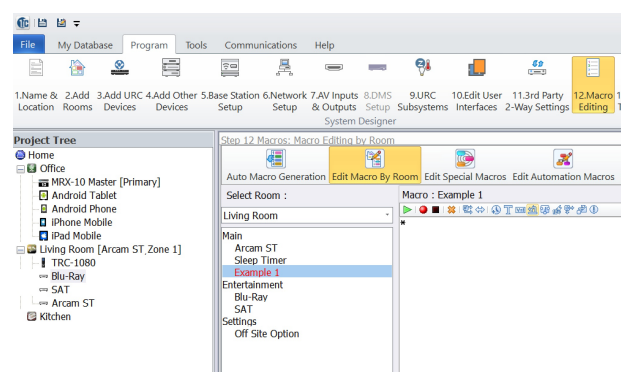 File My Database Program Tools Communications Help
1.Name & 2.Add 3.Add URC 4.Add Other 5.Base Station 6.Network 7.AV Inputs 8.DMS 9.URC 10.Edit User 11.3rd Party 12.Macro 1
Location Rooms Devices Devices Setup Setup & Outputs Setup Subsystems Interfaces 2-Way Settings Editing T
System Designer
Project Tree
Home
Office
MRX-10 Master [Primary]
Android Tablet
Android Phone
IPhone Mobile
iPad Mobile
Living Room [Arcam ST_Zone 1]
TRC-1080
Blu-Ray
SAT
Arcam ST
Kitchen
Step 12 Macros: Macro Editing by Room
Auto Macro Generation Edit Macro By Room Edit Special Macros Edit Automation Macros
Select Room :
Living Room
Main
Arcam ST
Sleep Timer
Example 1
Entertainment
Blu-Ray
SAT
Settings
Off Site Option
Macro : Example 1
*